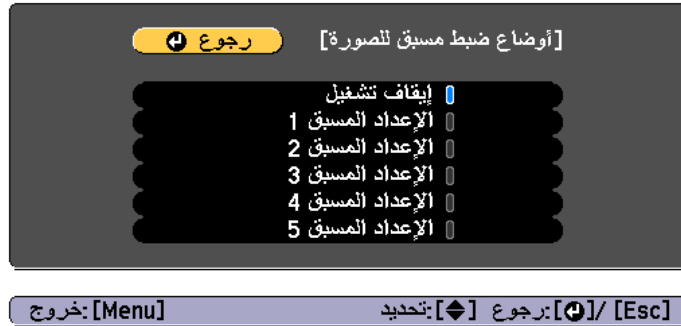 [أوضاع ضبط مسبق للصورة] رجوع
إيقاف تشغيل
الإعداد المسبق 1
الإعداد المسبق 2
الإعداد المسبق 3
الإعداد المسبق 4
الإعداد المسبق 5
[Esc] /[⏎]:رجوع [◆]:تحديد [Menu]:خروج